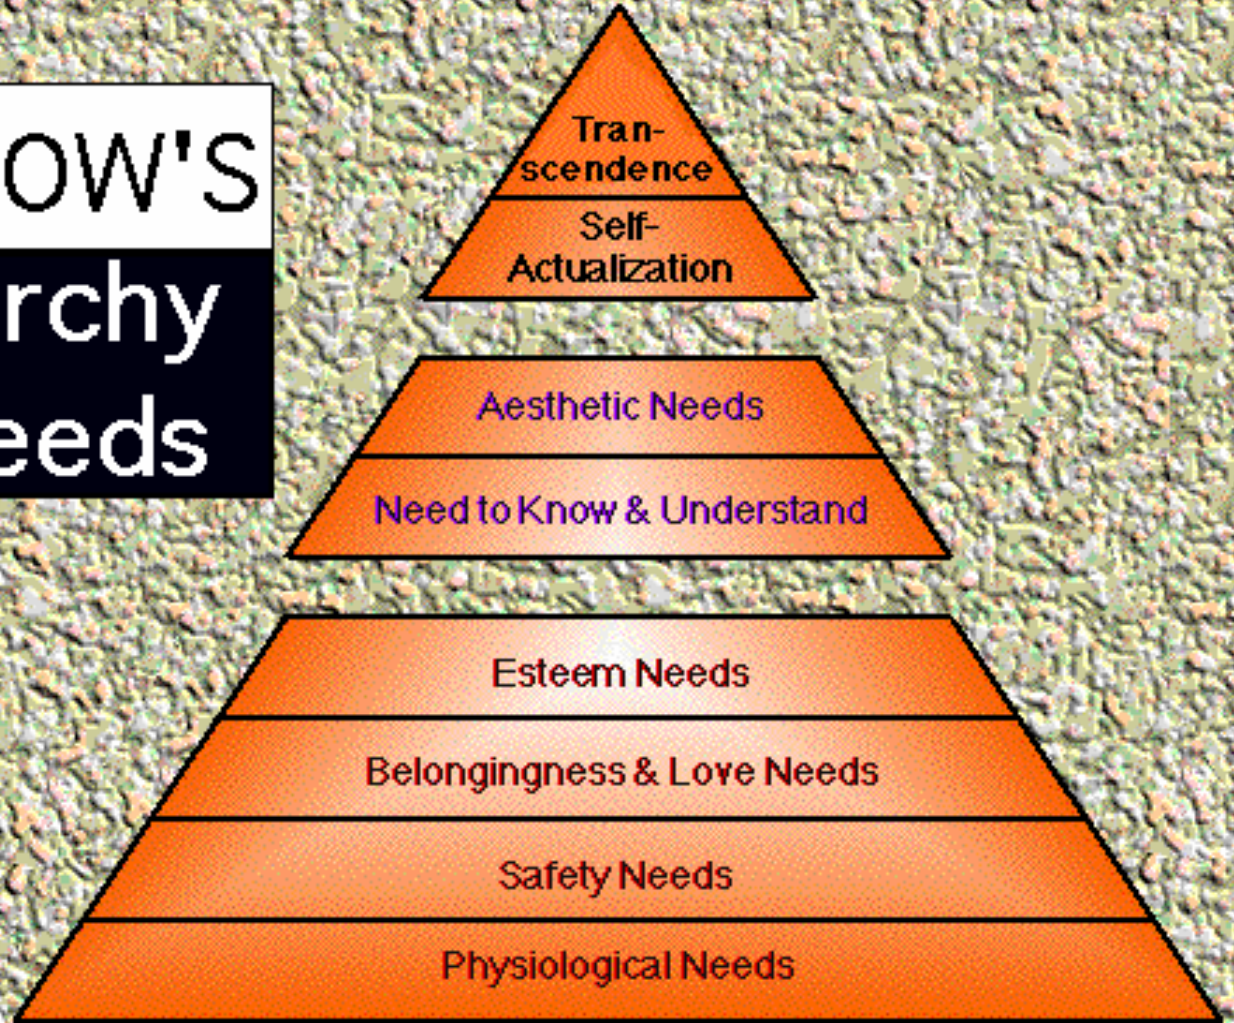 OW'S
rchy
eeds
Tran-
scendence
Self-
Actualization
Aesthetic Needs
Need to Know & Understand
Esteem Needs
Belongingness & Love Needs
Safety Needs
Physiological Needs